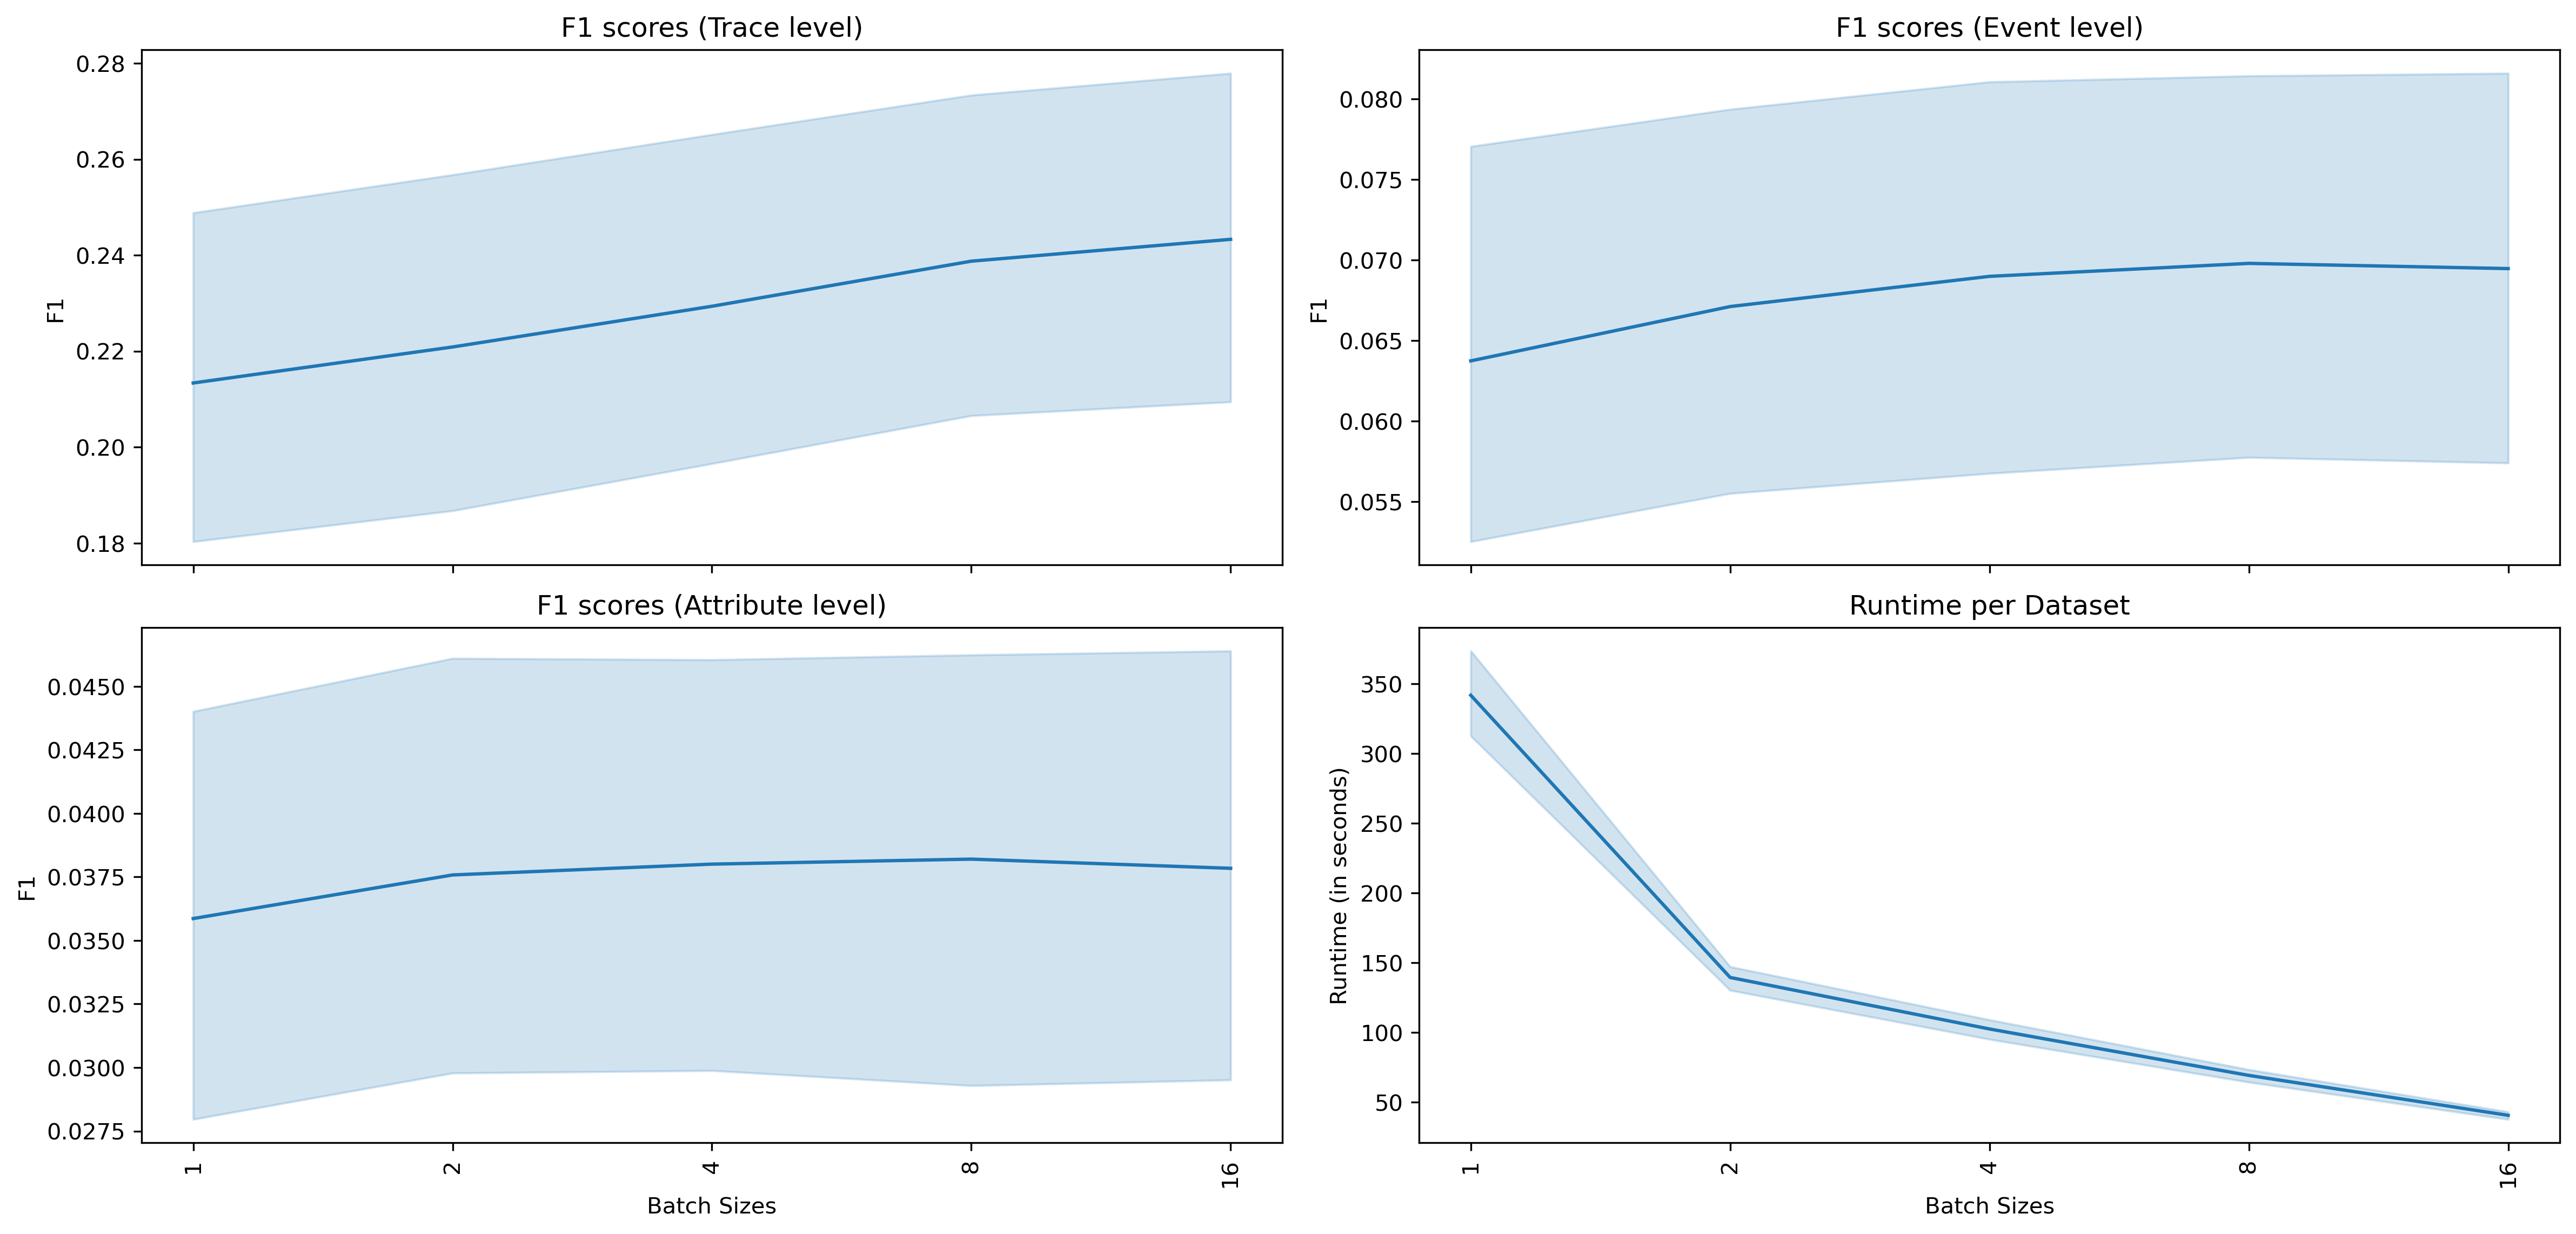 F1 scores (Trace level)
F1
0.28
0.26
0.24
0.22
0.20
0.18
F1 scores (Event level)
F1
0.080
0.075
0.070
0.065
0.060
0.055
F1 scores (Attribute level)
F1
0.0450
0.0425
0.0400
0.0375
0.0350
0.0325
0.0300
0.0275
1 2 4 8 16
Batch Sizes
Runtime per Dataset
Runtime (in seconds)
350
300
250
200
150
100
50
1 2 4 8 16
Batch Sizes